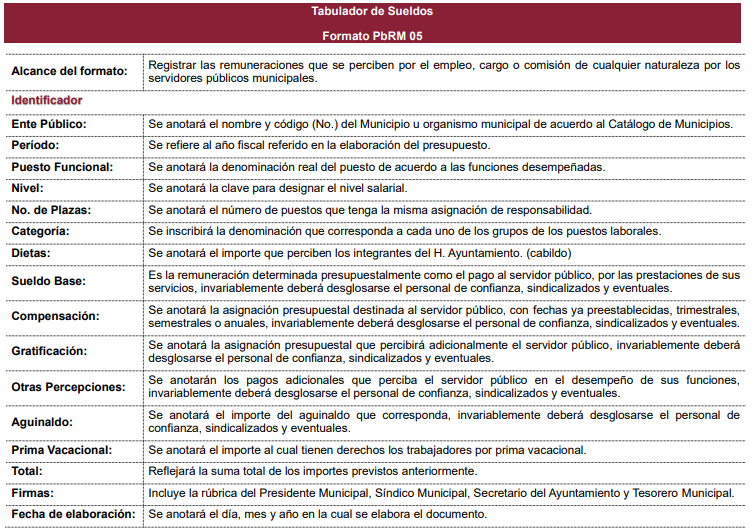 Tabulador de Sueldos
Formato PbRM 05
Alcance del formato: Registrar las remuneraciones que se perciben por el empleo, cargo o comisión de cualquier naturaleza por los
servidores públicos municipales.
Identificador
Ente Público: Se anotará el nombre y código (No.) del Municipio u organismo municipal de acuerdo al Catálogo de Municipios.
Período: Se refiere al año fiscal referido en la elaboración del presupuesto.
Puesto Funcional: Se anotará la denominación real del puesto de acuerdo a las funciones desempeñadas.
Nivel: Se anotará la clave para designar el nivel salarial.
No. de Plazas: Se anotará el número de puestos que tenga la misma asignación de responsabilidad.
Categoría: Se inscribirá la denominación que corresponda a cada uno de los grupos de los puestos laborales.
Dietas: Se anotará el importe que perciben los integrantes del H. Ayuntamiento. (cabildo)
Sueldo Base: Es la remuneración determinada presupuestalmente como el pago al servidor público, por las prestaciones de sus
servicios, invariablemente deberá desglosarse el personal de confianza, sindicalizados y eventuales.
Compensación: Se anotará la asignación presupuestal destinada al servidor público, con fechas ya preestablecidas, trimestrales,
semestrales o anuales, invariablemente deberá desglosarse el personal de confianza, sindicalizados y eventuales.
Gratificación: Se anotará la asignación presupuestal que percibirá adicionalmente el servidor público, invariablemente deberá
desglosarse el personal de confianza, sindicalizados y eventuales.
Otras Percepciones: Se anotarán los pagos adicionales que perciba el servidor público en el desempeño de sus funciones,
invariablemente deberá desglosarse el personal de confianza, sindicalizados y eventuales.
Aguinaldo: Se anotará el importe del aguinaldo que corresponda, invariablemente deberá desglosarse el personal de
confianza, sindicalizados y eventuales.
Prima Vacacional: Se anotará el importe al cual tienen derechos los trabajadores por prima vacacional.
Total: Reflejará la suma total de los importes previstos anteriormente.
Firmas: Incluye la rúbrica del Presidente Municipal, Síndico Municipal, Secretario del Ayuntamiento y Tesorero Municipal.
Fecha de elaboración: Se anotará el día, mes y año en la cual se elabora el documento.